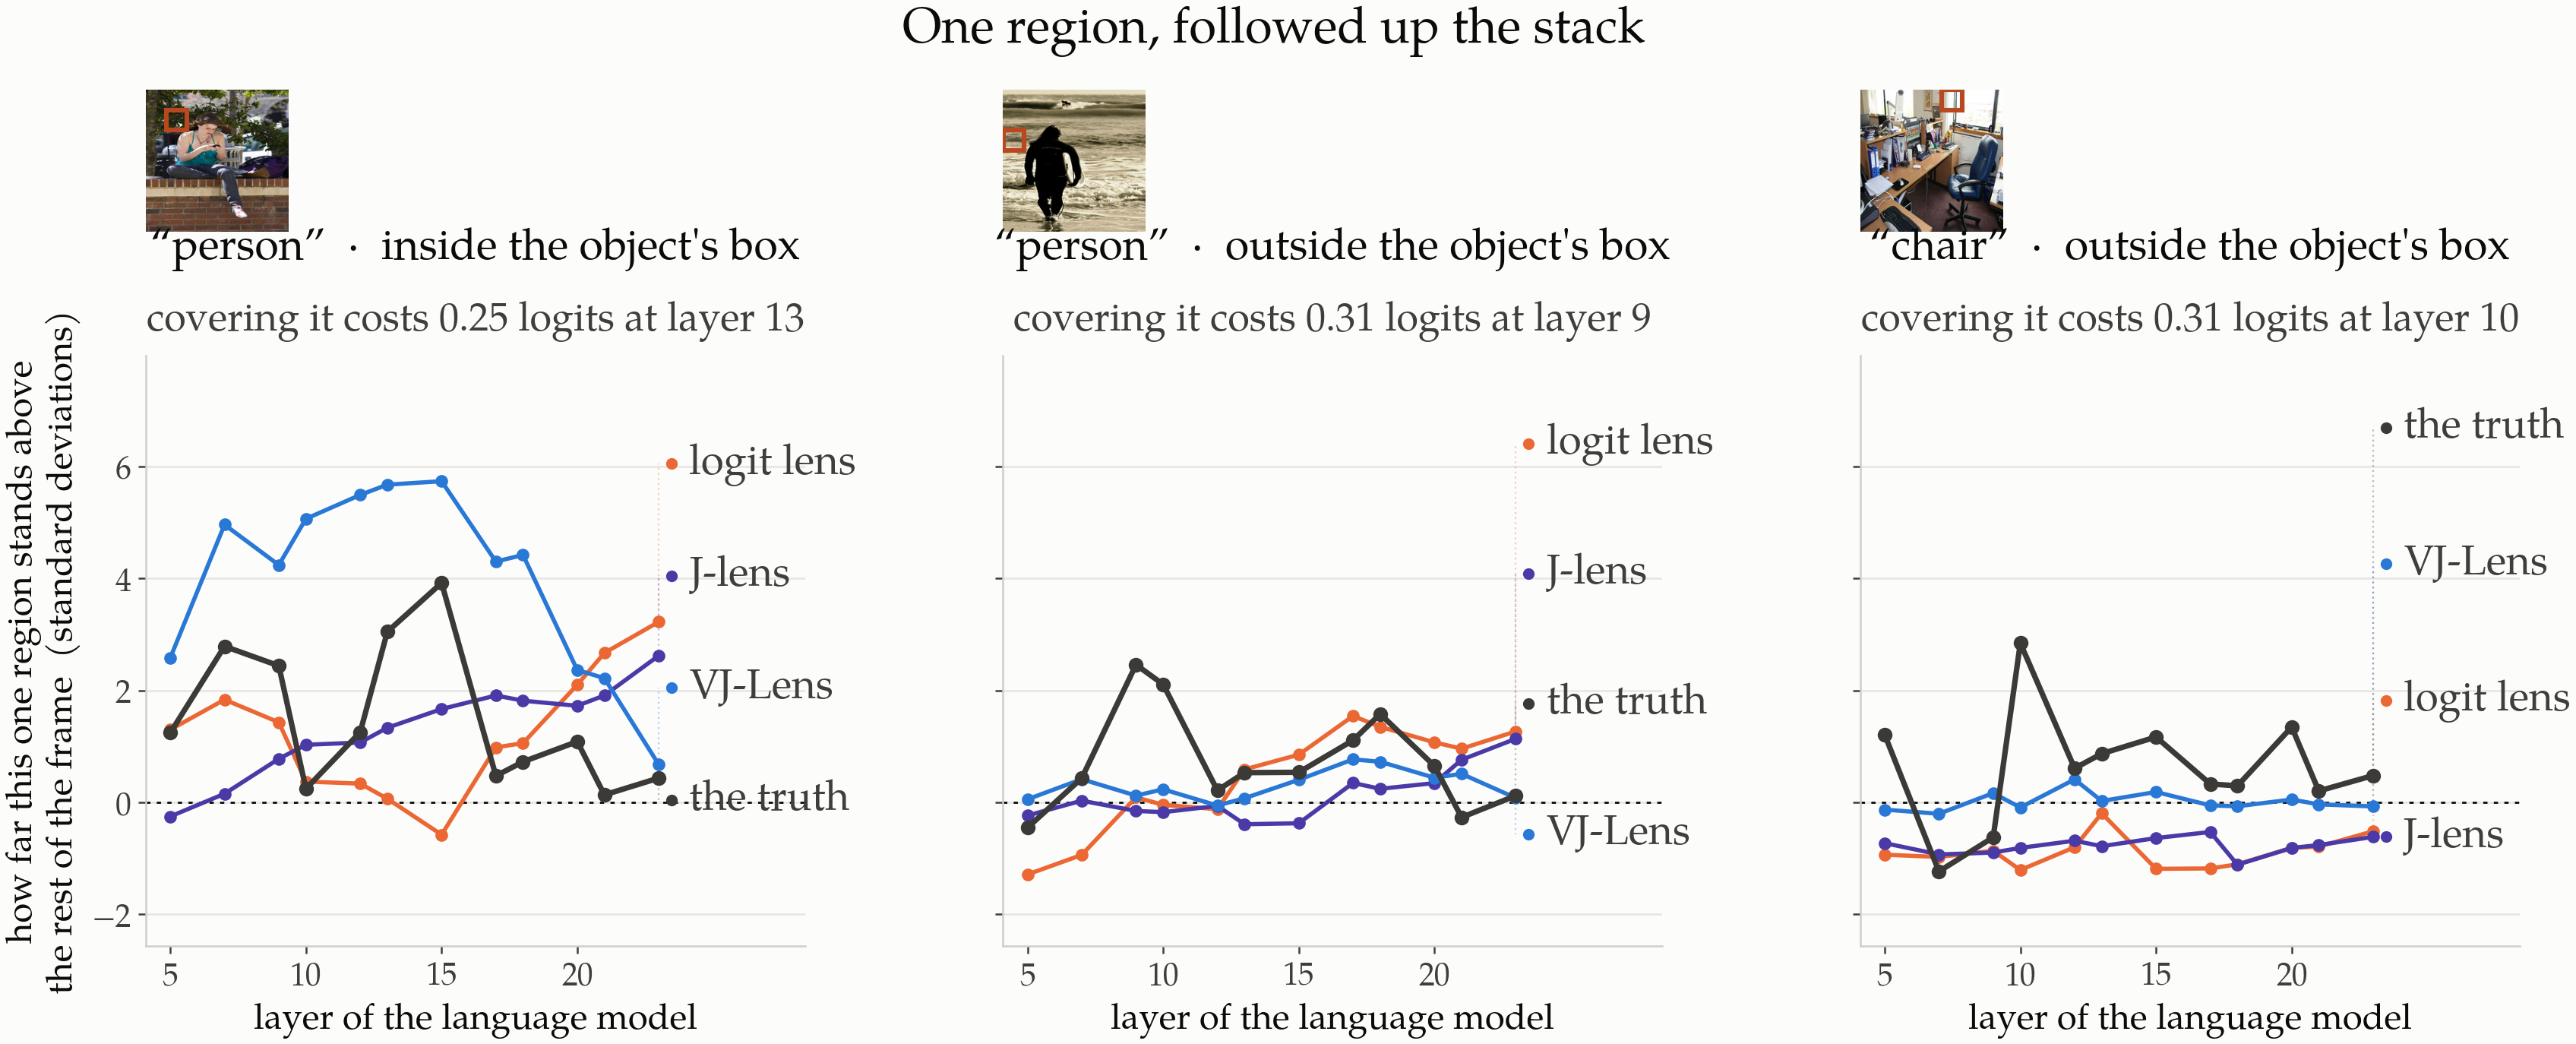 One region, followed up the stack
“person” · inside the object's box
covering it costs 0.25 logits at layer 13
how far this one region stands above
the rest of the frame (standard deviations)
6
4
2
0
−2
5 10 15 20
layer of the language model
logit lens
J-lens
VJ-Lens
the truth
“person” · outside the object's box
covering it costs 0.31 logits at layer 9
5 10 15 20
layer of the language model
logit lens
J-lens
the truth
VJ-Lens
“chair” · outside the object's box
covering it costs 0.31 logits at layer 10
5 10 15 20
layer of the language model
the truth
VJ-Lens
logit lens
J-lens